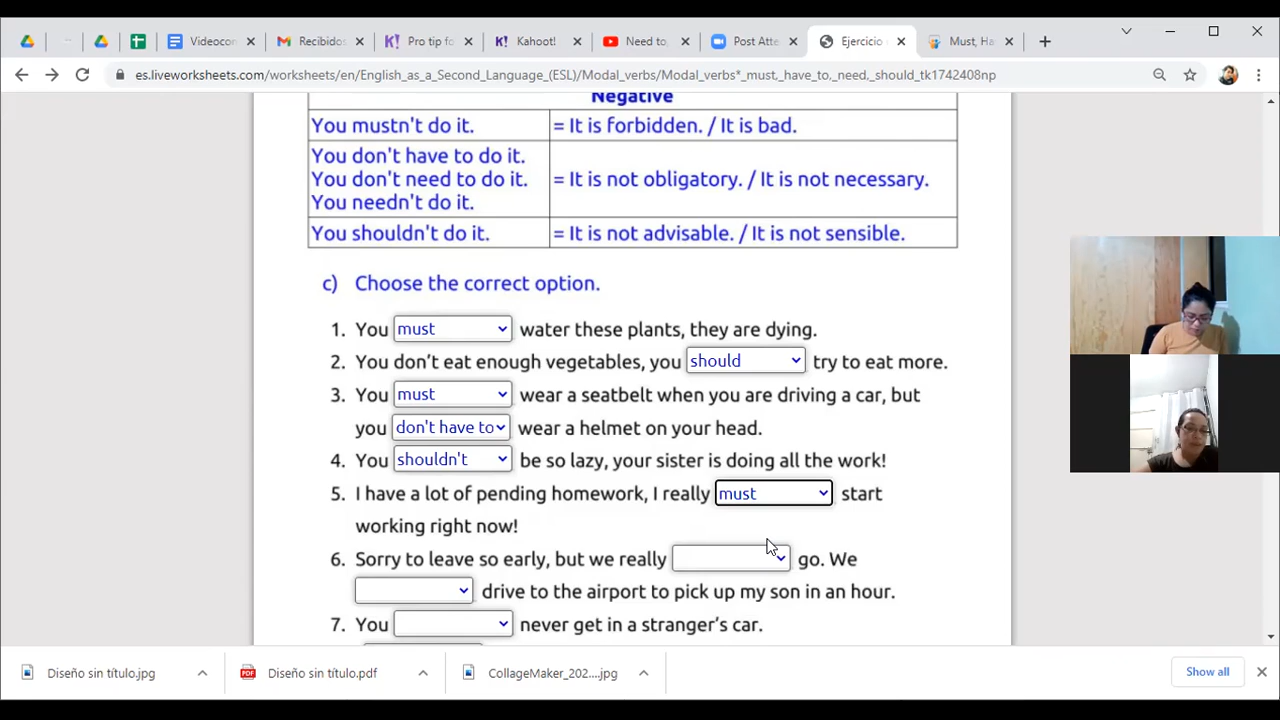 Videocon
Recibidos
Pro tip fo
Kahoot!
Need to,
Post Atte
Ejercicio
Must, Ha
es.liveworksheets.com/worksheets/en/English_as_a_Second_Language_(ESL)/Modal_verbs/Modal_verbs*_must,_have_to,_need,_should_tk1742408np
Negative
You mustn't do it. = It is forbidden. / It is bad.
You don't have to do it.
You don't need to do it. = It is not obligatory. / It is not necessary.
You needn't do it.
You shouldn't do it. = It is not advisable. / It is not sensible.
c) Choose the correct option.
1. You must water these plants, they are dying.
2. You don't eat enough vegetables, you should try to eat more.
3. You must wear a seatbelt when you are driving a car, but
you don't have to wear a helmet on your head.
4. You shouldn't be so lazy, your sister is doing all the work!
5. I have a lot of pending homework, I really must start
working right now!
6. Sorry to leave so early, but we really go. We
drive to the airport to pick up my son in an hour.
7. You never get in a stranger's car.
Diseño sin título.jpg
Diseño sin título.pdf
CollageMaker_202....jpg
Show all